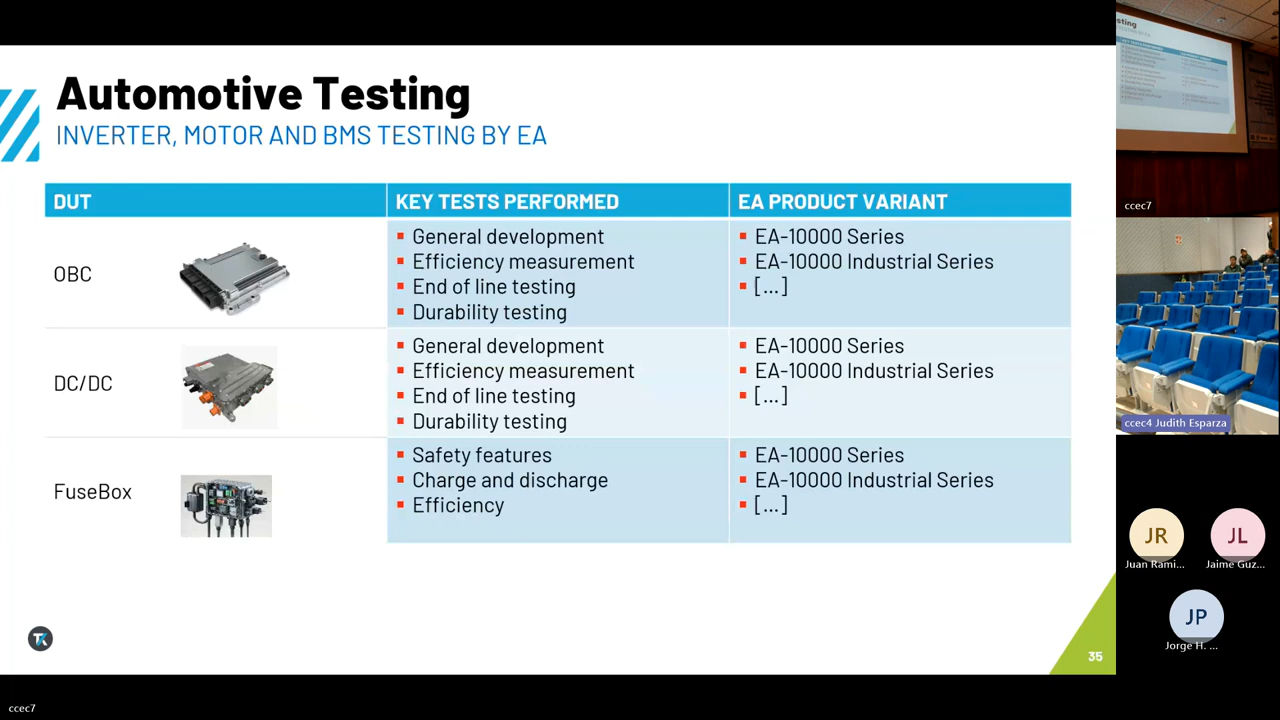 Automotive Testing
INVERTER, MOTOR AND BMS TESTING BY EA
DUT
KEY TESTS PERFORMED
EA PRODUCT VARIANT
OBC
General development
Efficiency measurement
End of line testing
Durability testing
EA-10000 Series
EA-10000 Industrial Series
[...]
DC/DC
General development
Efficiency measurement
End of line testing
Durability testing
EA-10000 Series
EA-10000 Industrial Series
[...]
FuseBox
Safety features
Charge and discharge
Efficiency
EA-10000 Series
EA-10000 Industrial Series
[...]
TK
35
ccec7
ccec7
ccec4 Judith Esparza
JR
Juan Rami...
JL
Jaime Guz...
JP
Jorge H. ...